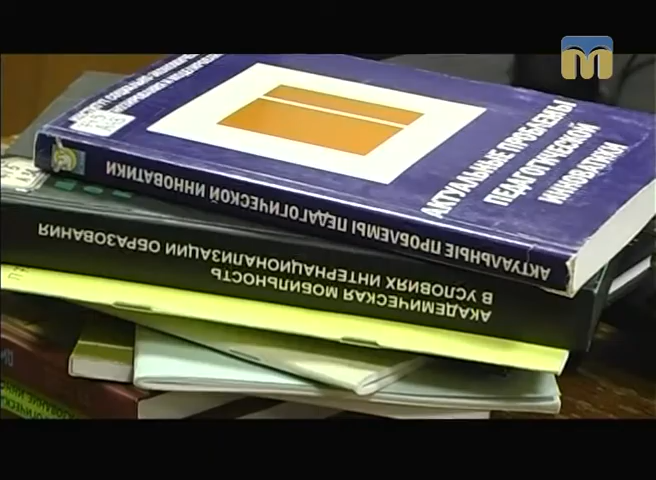 АКТУАЛЬНЫЕ ПРОБЛЕМЫ
ПЕДАГОГИЧЕСКОЙ
ИННОВАТИКИ
АКТУАЛЬНЫЕ ПРОБЛЕМЫ ПЕДАГОГИЧЕСКОЙ ИННОВАТИКИ
АКАДЕМИЧЕСКАЯ МОБИЛЬНОСТЬ
В УСЛОВИЯХ ИНТЕРНАЦИОНАЛИЗАЦИИ ОБРАЗОВАНИЯ